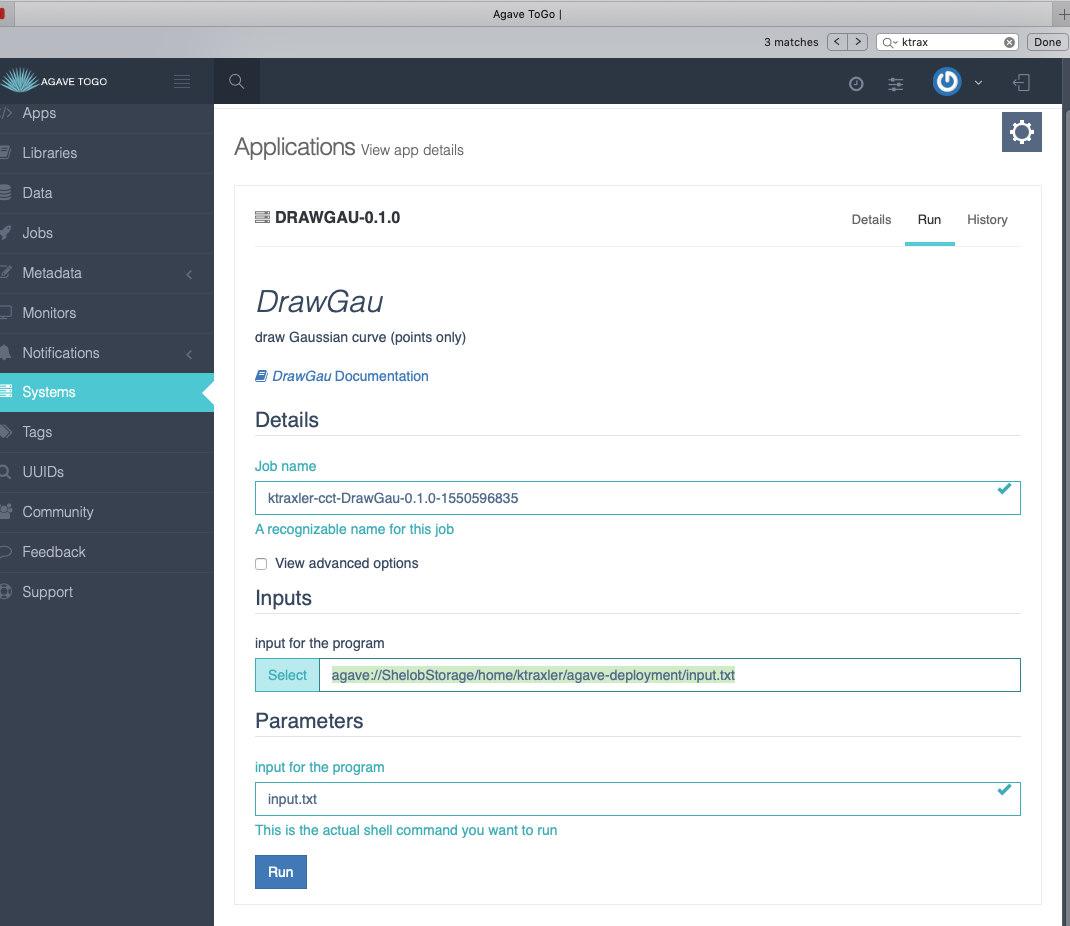 Agave ToGo |
3 matches
ktrax
Done
AGAVE TOGO
Apps
Libraries
Data
Jobs
Metadata
Monitors
Notifications
Systems
Tags
UUIDs
Community
Feedback
Support
Applications View app details
DRAWGAU-0.1.0
Details Run History
DrawGau
draw Gaussian curve (points only)
DrawGau Documentation
Details
Job name
ktraxler-cct-DrawGau-0.1.0-1550596835
A recognizable name for this job
View advanced options
Inputs
input for the program
Select agave://ShelobStorage/home/ktraxler/agave-deployment/input.txt
Parameters
input for the program
input.txt
This is the actual shell command you want to run
Run